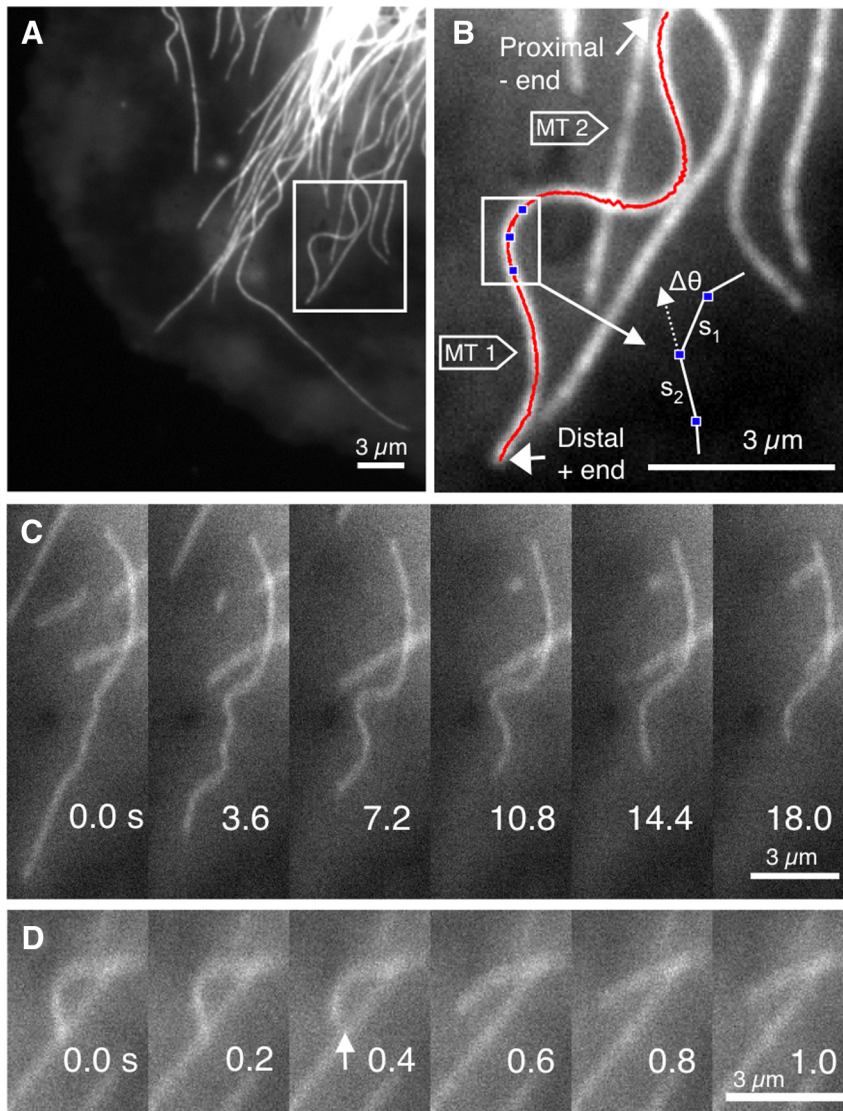 A
3 μm
B
Proximal
- end
MT 2
Δθ
s1
s2
MT 1
Distal
+ end
3 μm
C
0.0 s
3.6
7.2
10.8
14.4
18.0
3 μm
D
0.0 s
0.2
0.4
0.6
0.8
1.0
3 μm